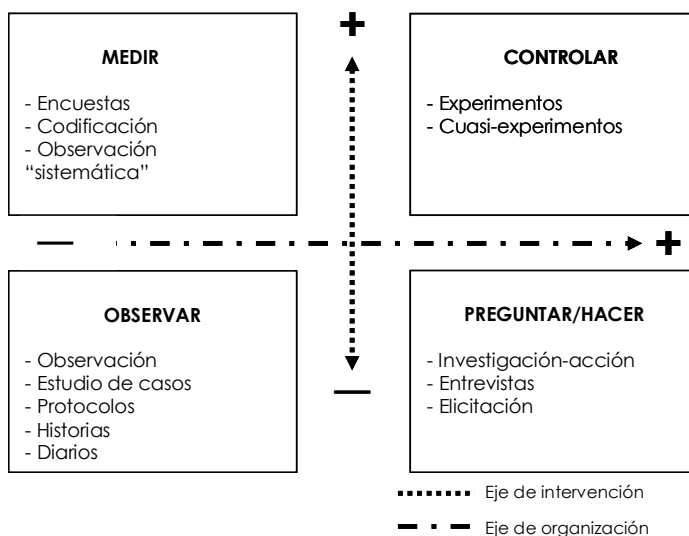 MEDIR
- Encuestas
- Codificación
- Observación
“sistemática”
+
CONTROLAR
- Experimentos
- Cuasi-experimentos
—
+
OBSERVAR
- Observación
- Estudio de casos
- Protocolos
- Historias
- Diarios
—
PREGUNTAR/HACER
- Investigación-acción
- Entrevistas
- Elicitación
Eje de intervención
Eje de organización